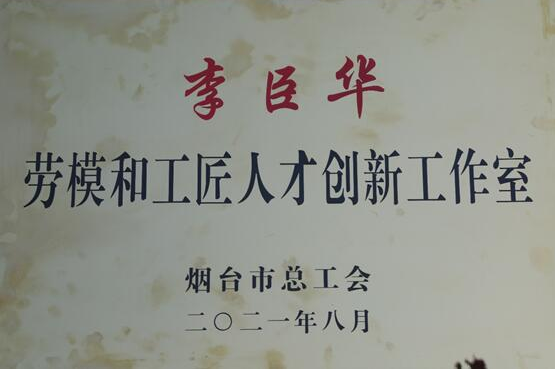 李臣华
劳模和工匠人才创新工作室
烟台市总工会
二〇二一年八月